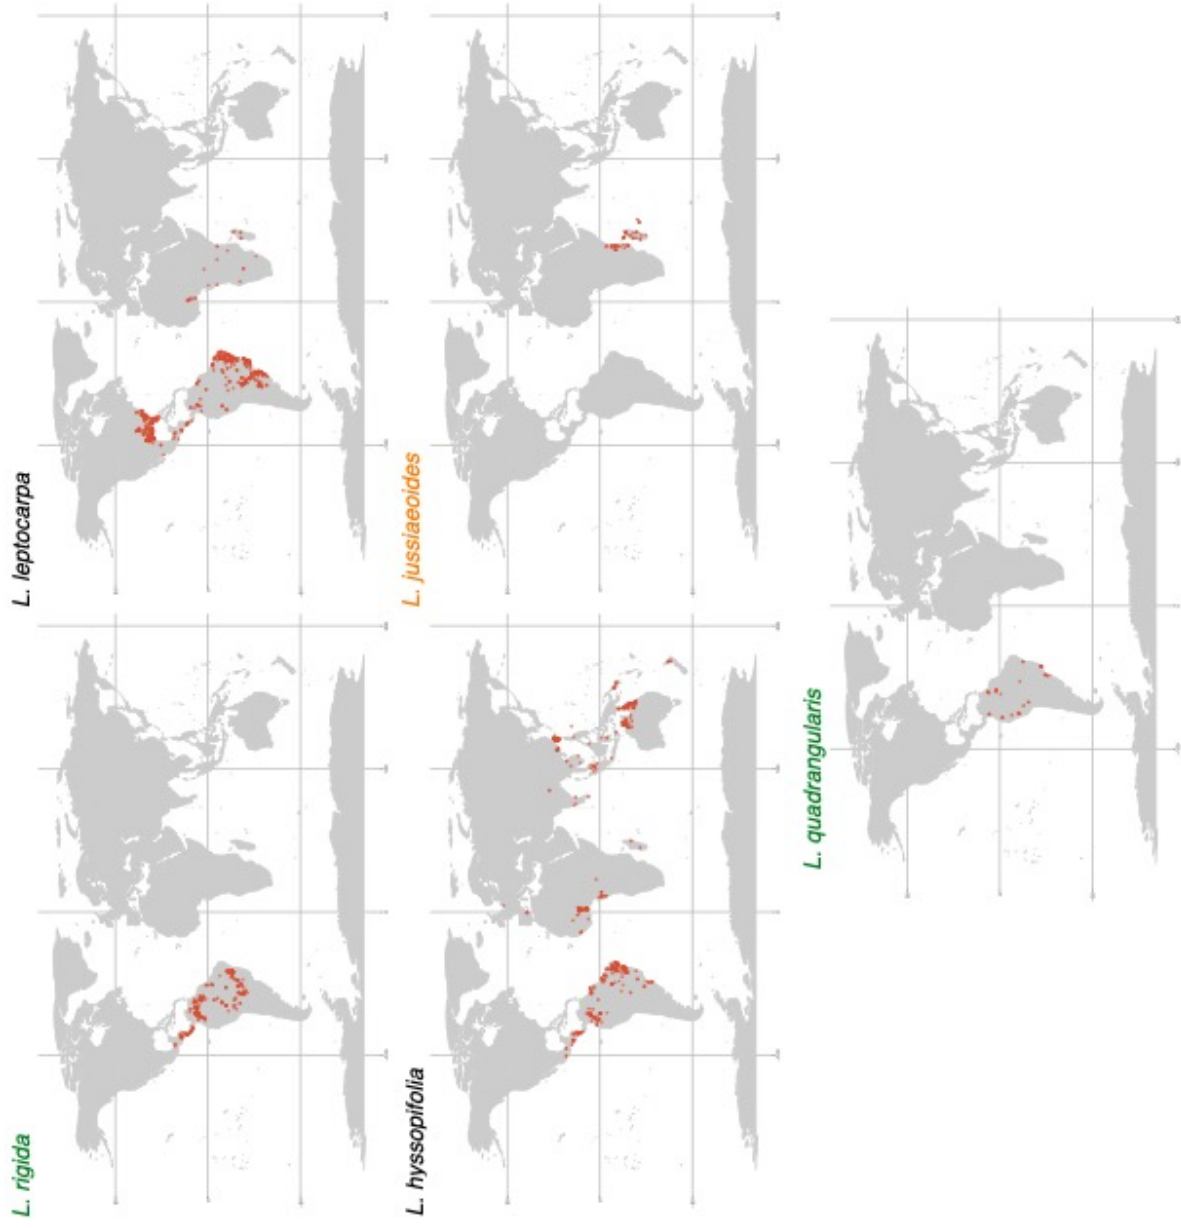 L. rigida
L. leptocarpa
L. hyssopifolia
L. jussiaeoides
L. quadrangularis